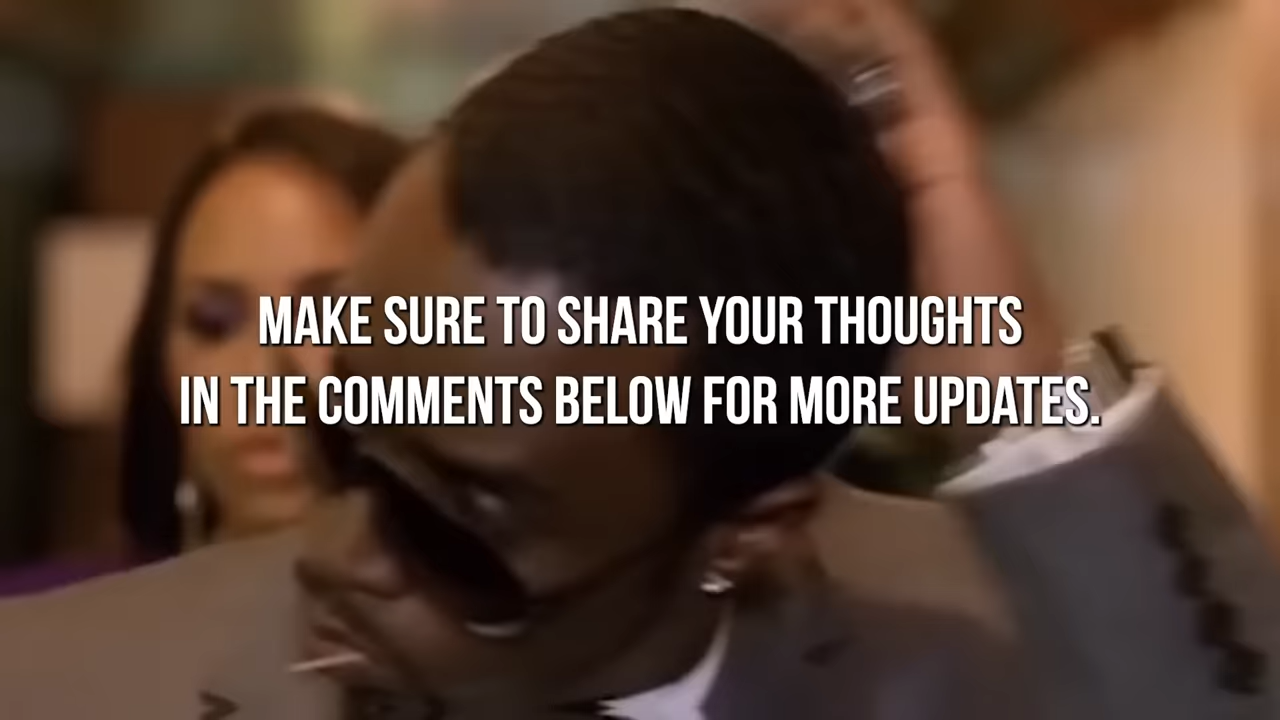 MAKE SURE TO SHARE YOUR THOUGHTS
IN THE COMMENTS BELOW FOR MORE UPDATES.